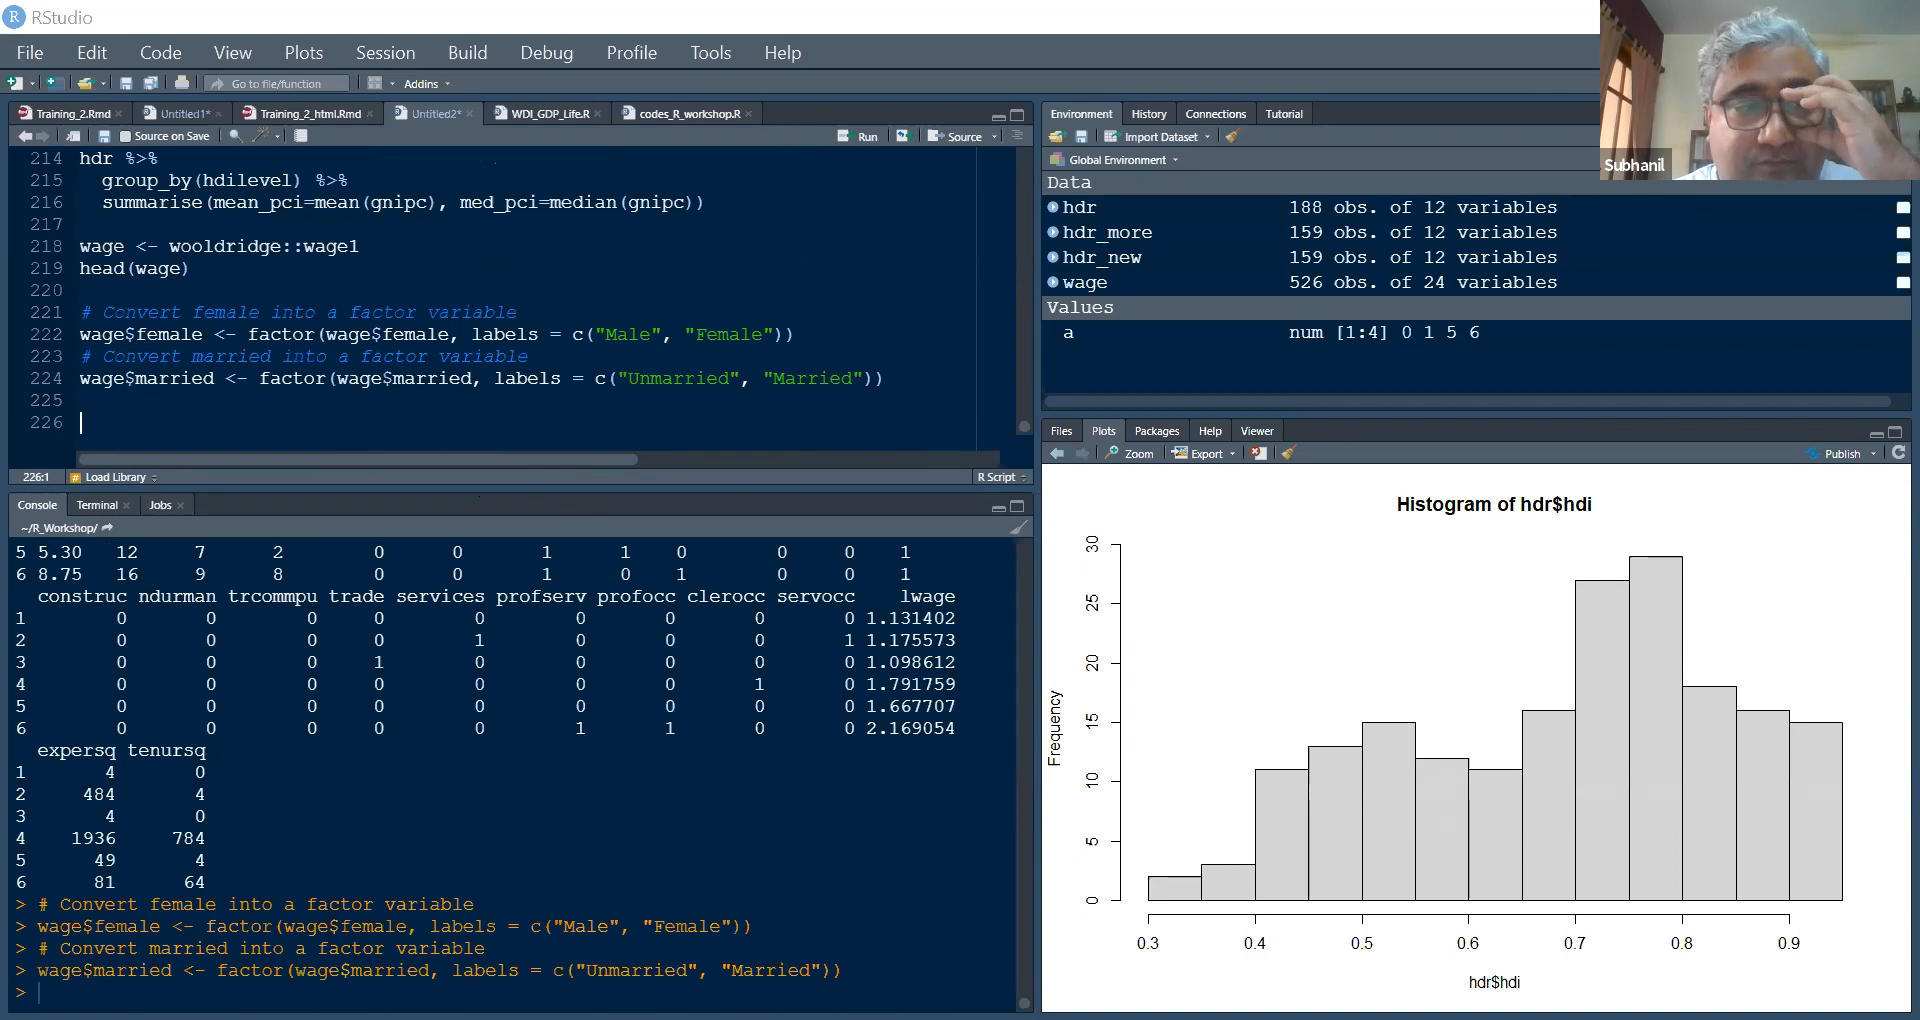 RStudio
File Edit Code View Plots Session Build Debug Profile Tools Help
Go to file/function Addins
Training_2.Rmd Untitled1* Training_2_html.Rmd Untitled2* WDI_GDP_Life.R codes_R_workshop.R
Source on Save Run Source
214 hdr %>%
215 group_by(hdilevel) %>%
216 summarise(mean_pci=mean(gnipc), med_pci=median(gnipc))
217
218 wage <- wooldridge::wage1
219 head(wage)
220
221 # Convert female into a factor variable
222 wage$female <- factor(wage$female, labels = c("Male", "Female"))
223 # Convert married into a factor variable
224 wage$married <- factor(wage$married, labels = c("Unmarried", "Married"))
225
226
226:1 # Load Library R Script
Console Terminal Jobs
~/R_Workshop/
5 5.30 12 7 2 0 0 1 1 0 0 0 1
6 8.75 16 9 8 0 0 1 0 1 0 0 1
construc ndurman trcommpu trade services profserv profocc clerocc servocc lwage
1 0 0 0 0 0 0 0 0 0 1.131402
2 0 0 0 0 1 0 0 0 1 1.175573
3 0 0 0 1 0 0 0 0 0 1.098612
4 0 0 0 0 0 0 0 1 0 1.791759
5 0 0 0 0 0 0 0 0 0 1.667707
6 0 0 0 0 0 1 1 0 0 2.169054
expersq tenursq
1 4 0
2 484 4
3 4 0
4 1936 784
5 49 4
6 81 64
> # Convert female into a factor variable
> wage$female <- factor(wage$female, labels = c("Male", "Female"))
> # Convert married into a factor variable
> wage$married <- factor(wage$married, labels = c("Unmarried", "Married"))
>
Environment History Connections Tutorial
Import Dataset
Global Environment
Data
hdr 188 obs. of 12 variables
hdr_more 159 obs. of 12 variables
hdr_new 159 obs. of 12 variables
wage 526 obs. of 24 variables
Values
a num [1:4] 0 1 5 6
Subhanil
Files Plots Packages Help Viewer
Zoom Export Publish
Histogram of hdr$hdi
Frequency
30
25
20
15
10
5
0
0.3 0.4 0.5 0.6 0.7 0.8 0.9
hdr$hdi